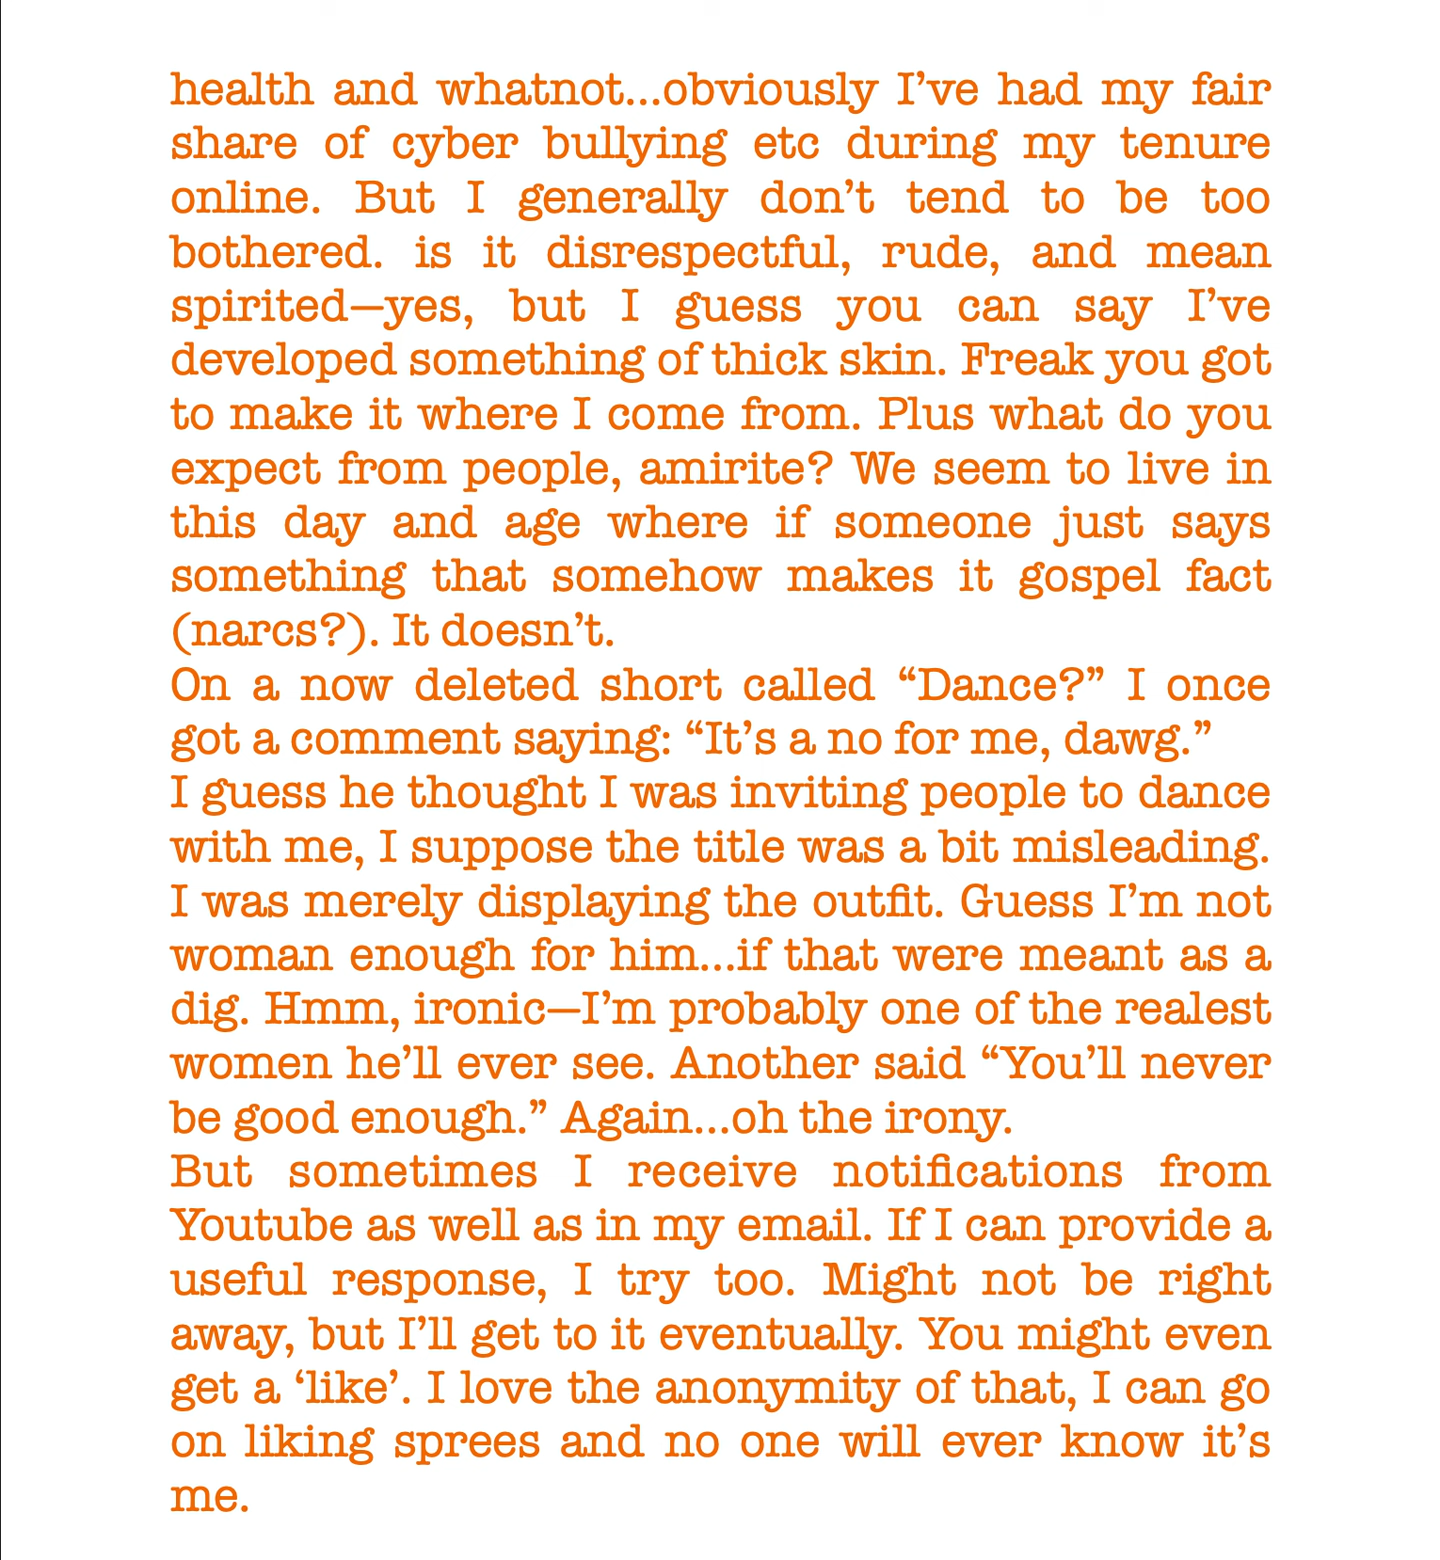 health and whatnot...obviously I’ve had my fair
share of cyber bullying etc during my tenure
online. But I generally don’t tend to be too
bothered. is it disrespectful, rude, and mean
spirited—yes, but I guess you can say I’ve
developed something of thick skin. Freak you got
to make it where I come from. Plus what do you
expect from people, amirite? We seem to live in
this day and age where if someone just says
something that somehow makes it gospel fact
(narcs?). It doesn’t.
On a now deleted short called “Dance?” I once
got a comment saying: “It’s a no for me, dawg.”
I guess he thought I was inviting people to dance
with me, I suppose the title was a bit misleading.
I was merely displaying the outfit. Guess I’m not
woman enough for him...if that were meant as a
dig. Hmm, ironic—I’m probably one of the realest
women he’ll ever see. Another said “You’ll never
be good enough.” Again...oh the irony.
But sometimes I receive notifications from
Youtube as well as in my email. If I can provide a
useful response, I try too. Might not be right
away, but I’ll get to it eventually. You might even
get a ‘like’. I love the anonymity of that, I can go
on liking sprees and no one will ever know it’s
me.